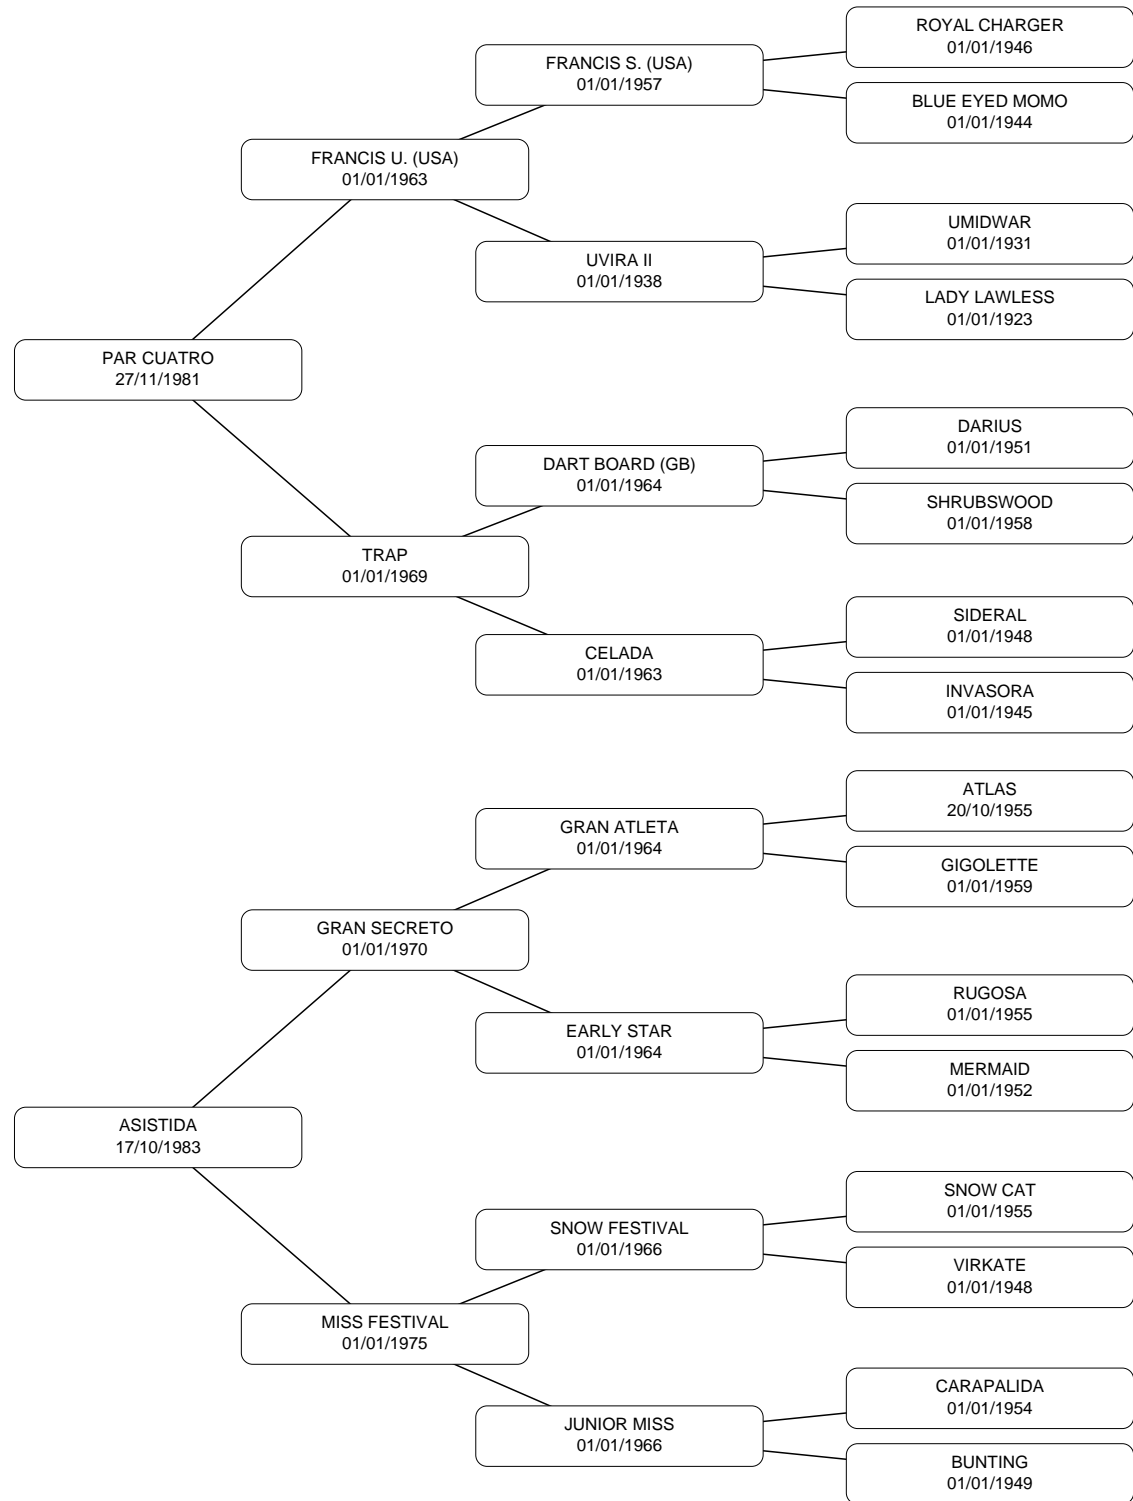 ROYAL CHARGER
01/01/1946
FRANCIS S. (USA)
01/01/1957
BLUE EYED MOMO
01/01/1944
FRANCIS U. (USA)
01/01/1963
UMIDWAR
01/01/1931
UVIRA II
01/01/1938
LADY LAWLESS
01/01/1923
PAR CUATRO
27/11/1981
DARIUS
01/01/1951
DART BOARD (GB)
01/01/1964
SHRUBSWOOD
01/01/1958
TRAP
01/01/1969
SIDERAL
01/01/1948
CELADA
01/01/1963
INVASORA
01/01/1945
ATLAS
20/10/1955
GRAN ATLETA
01/01/1964
GIGOLETTE
01/01/1959
GRAN SECRETO
01/01/1970
RUGOSA
01/01/1955
EARLY STAR
01/01/1964
MERMAID
01/01/1952
ASISTIDA
17/10/1983
SNOW CAT
01/01/1955
SNOW FESTIVAL
01/01/1966
VIRKATE
01/01/1948
MISS FESTIVAL
01/01/1975
CARAPALIDA
01/01/1954
JUNIOR MISS
01/01/1966
BUNTING
01/01/1949